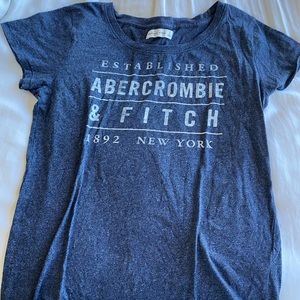 ESTABLISHED
ABERCROMBIE
& FITCH
1892 NEW YORK